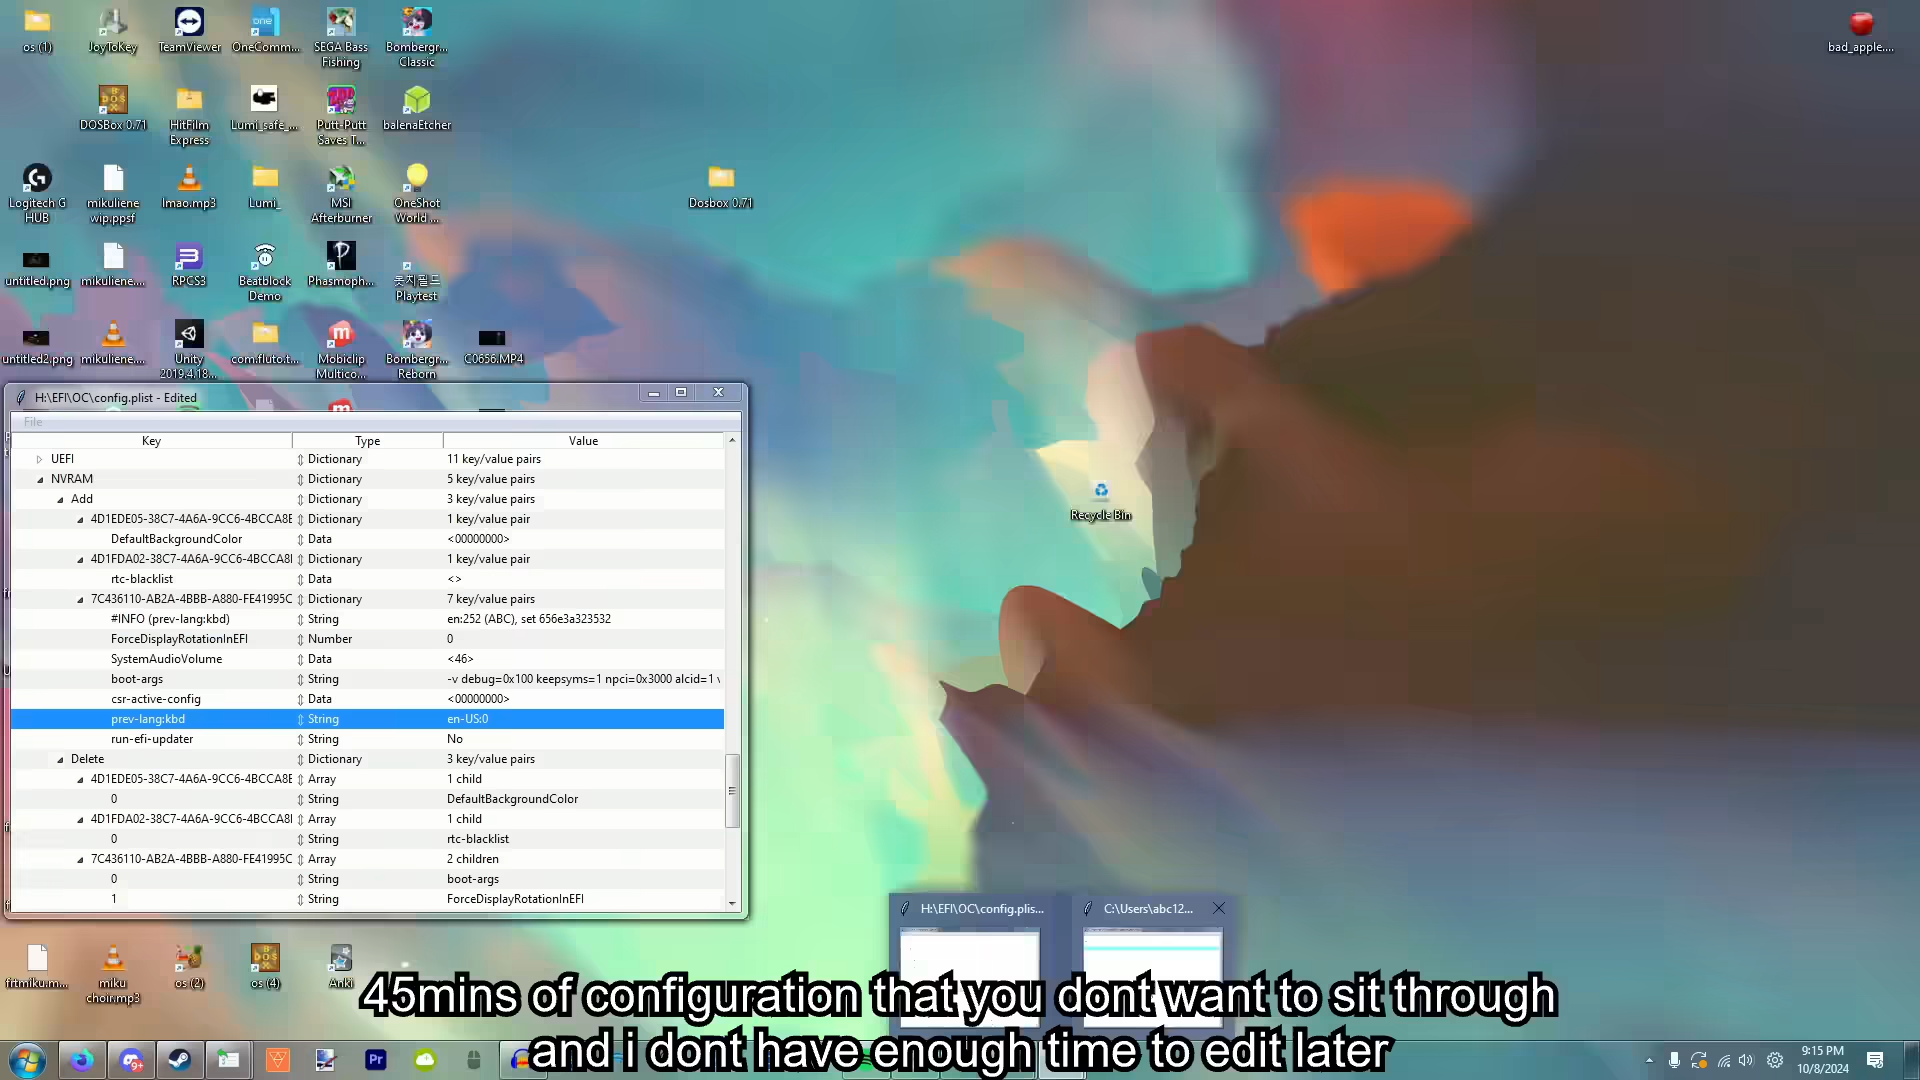 os (1)
JoyToKey
TeamViewer
OneComm...
SEGA Bass
Fishing
Bombergr...
Classic
bad_apple....
DOSBox 0.71
HitFilm
Express
Lumi_safe_...
Putt-Putt
Saves T...
balenaEtcher
Logitech G
HUB
mikuliene
wip.ppsf
lmao.mp3
Lumi_
MSI
Afterburner
OneShot
World ...
Dosbox 0.71
untitled.png
mikuliene....
RPCS3
Beatblock
Demo
Phasmoph...
롯지필드
Playtest
untitled2.png
mikuliene....
Unity
2019.4.18...
com.fluto.t...
Mobiclip
Multico...
Bombergr...
Reborn
C0656.MP4
H:\EFI\OC\config.plist - Edited
File
Key Type Value
UEFI Dictionary 11 key/value pairs
NVRAM Dictionary 5 key/value pairs
Add Dictionary 3 key/value pairs
4D1EDE05-38C7-4A6A-9CC6-4BCCA8E Dictionary 1 key/value pair
DefaultBackgroundColor Data <00000000>
4D1FDA02-38C7-4A6A-9CC6-4BCCA8 Dictionary 1 key/value pair
rtc-blacklist Data <>
7C436110-AB2A-4BBB-A880-FE41995C Dictionary 7 key/value pairs
#INFO (prev-lang:kbd) String en:252 (ABC), set 656e3a323532
ForceDisplayRotationInEFI Number 0
SystemAudioVolume Data <46>
boot-args String -v debug=0x100 keepsyms=1 npci=0x3000 alcid=1
csr-active-config Data <00000000>
prev-lang:kbd String en-US:0
run-efi-updater String No
Delete Dictionary 3 key/value pairs
4D1EDE05-38C7-4A6A-9CC6-4BCCA8E Array 1 child
0 String DefaultBackgroundColor
4D1FDA02-38C7-4A6A-9CC6-4BCCA8 Array 1 child
0 String rtc-blacklist
7C436110-AB2A-4BBB-A880-FE41995C Array 2 children
0 String boot-args
1 String ForceDisplayRotationInEFI
Recycle Bin
H:\EFI\OC\config.plis...
C:\Users\abc12...
frtmiku.m...
miku
choir.mp3
os (2)
os (4)
Anki
45mins of configuration that you dont want to sit through
and i dont have enough time to edit later
9:15 PM
10/8/2024